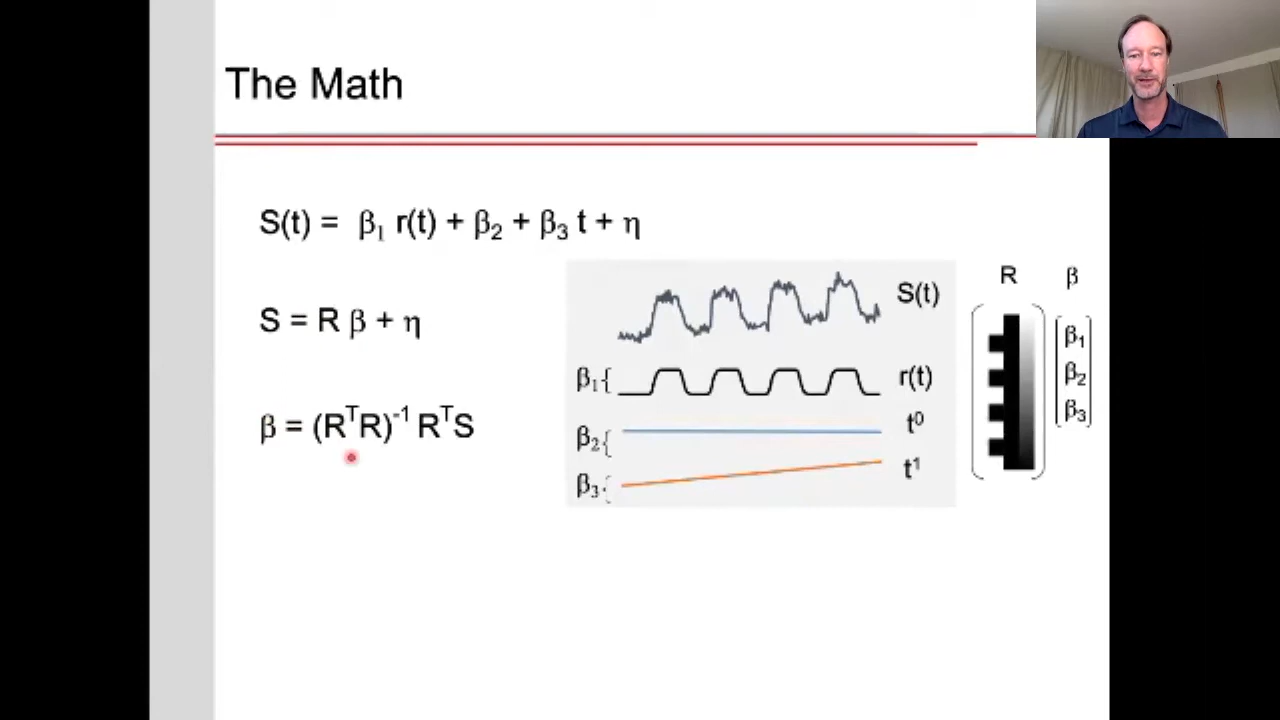 The Math
S(t) = β₁ r(t) + β₂ + β₃ t + η
S = R β + η
β = (RᵀR)⁻¹ RᵀS
S(t)
β₁{ r(t)
β₂{ t⁰
β₃{ t¹
R β
β₁
β₂
β₃